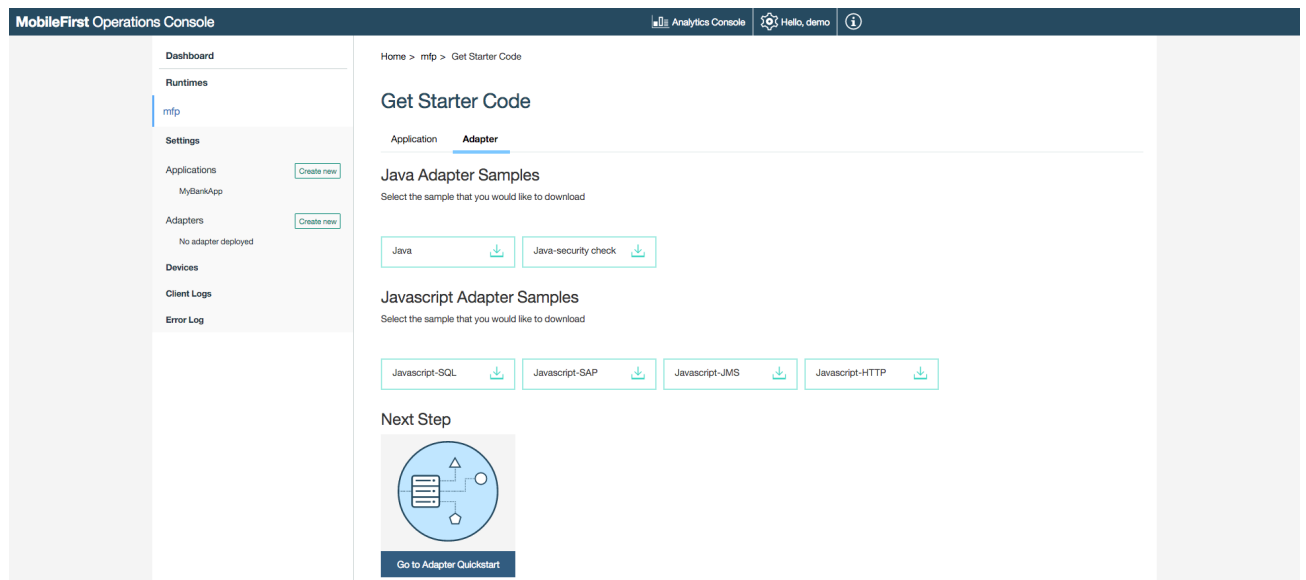 MobileFirst Operations Console
Analytics Console
Hello, demo
Dashboard
Runtimes
mfp
Settings
Applications
Create new
MyBankApp
Adapters
Create new
No adapter deployed
Devices
Client Logs
Error Log
Home > mfp > Get Starter Code
Get Starter Code
Application
Adapter
Java Adapter Samples
Select the sample that you would like to download
Java
Java-security check
Javascript Adapter Samples
Select the sample that you would like to download
Javascript-SQL
Javascript-SAP
Javascript-JMS
Javascript-HTTP
Next Step
Go to Adapter Quickstart